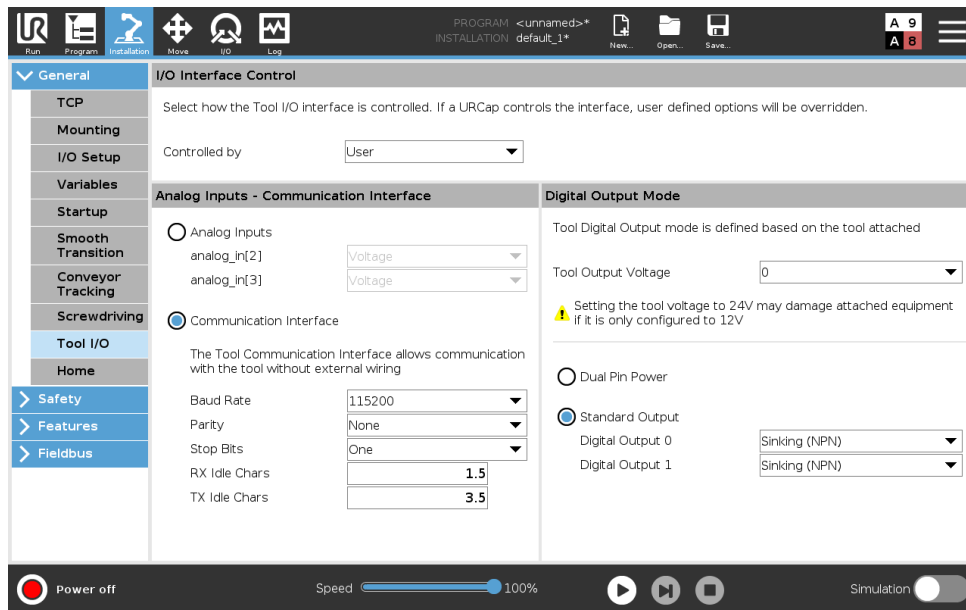 PROGRAM <unnamed>*
INSTALLATION default_1*
Run
Program
Installation
Move
I/O
Log
New...
Open...
Save...
A 9
A 8
General
TCP
Mounting
I/O Setup
Variables
Startup
Smooth
Transition
Conveyor
Tracking
Screwdriving
Tool I/O
Home
Safety
Features
Fieldbus
I/O Interface Control
Select how the Tool I/O interface is controlled. If a URCap controls the interface, user defined options will be overridden.
Controlled by User
Analog Inputs - Communication Interface
Analog Inputs
analog_in[2] Voltage
analog_in[3] Voltage
Communication Interface
The Tool Communication Interface allows communication
with the tool without external wiring
Baud Rate 115200
Parity None
Stop Bits One
RX Idle Chars 1.5
TX Idle Chars 3.5
Digital Output Mode
Tool Digital Output mode is defined based on the tool attached
Tool Output Voltage 0
Setting the tool voltage to 24V may damage attached equipment
if it is only configured to 12V
Dual Pin Power
Standard Output
Digital Output 0 Sinking (NPN)
Digital Output 1 Sinking (NPN)
Power off
Speed 100%
Simulation